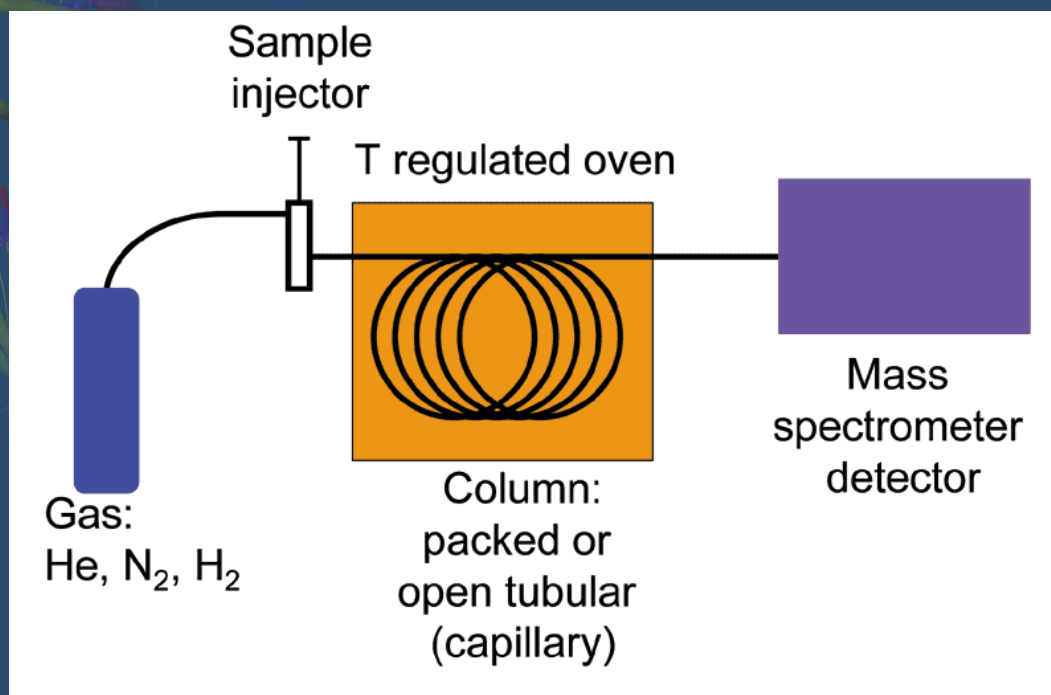 Sample
injector
T regulated oven
Gas:
He, N₂, H₂
Column:
packed or
open tubular
(capillary)
Mass
spectrometer
detector